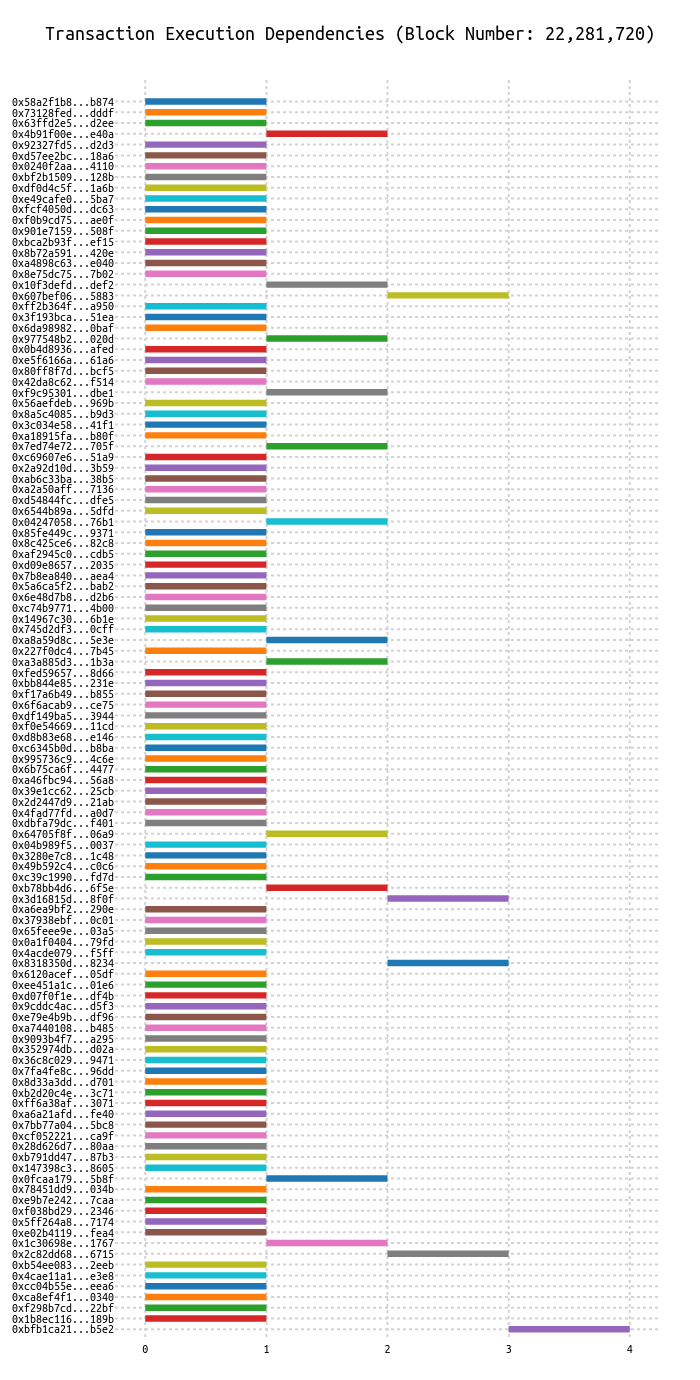 Transaction Execution Dependencies (Block Number: 22,281,720)
0x58a2f1b8...b874
0x73128fed...dddf
0x63ffd2e5...d2ee
0x4b91f00e...e40a
0x92327fd5...d2d3
0xd57ee2bc...18a6
0x0240f2aa...4110
0xbf2b1509...128b
0xdf0d4c5f...1a6b
0xe49cafe0...5ba7
0xfcf4050d...dc63
0xf0b9cd75...ae0f
0x901e7159...508f
0xbca2b93f...ef15
0x8b72a591...420e
0xa4898c63...e040
0x8e75dc75...7b02
0x10f3defd...def2
0x607bef06...5883
0xff2b364f...a950
0x3f193bca...51ea
0x6da98982...0baf
0x977548b2...020d
0x0b4d8936...afed
0xe5f6166a...61a6
0x80ff8f7d...bcf5
0x42da8c62...f514
0xf9c95301...dbe1
0x56aefdeb...969b
0x8a5c4085...b9d3
0x3c034e58...41f1
0xa18915fa...b80f
0x7ed74e72...705f
0xc69607e6...51a9
0x2a92d10d...3b59
0xab6c33ba...38b5
0xa2a50aff...7136
0xd54844fc...dfe5
0x6544b89a...5dfd
0x04247058...76b1
0x85fe449c...9371
0x8c425ce6...82c8
0xaf2945c0...cdb5
0xd09e8657...2035
0x7b8ea840...aea4
0x5a6ca5f2...bab2
0x6e48d7b8...d2b6
0xc74b9771...4b00
0x14967c30...6b1e
0x745d2df3...0cff
0xa8a59d8c...5e3e
0x227f0dc4...7b45
0xa3a885d3...1b3a
0xfed59657...8d66
0xbb844e85...231e
0xf17a6b49...b855
0x6f6acab9...ce75
0xdf149ba5...3944
0xf0e54669...11cd
0xd8b83e68...e146
0xc6345b0d...b8ba
0x995736c9...4c6e
0x6b75ca6f...4477
0xa46fbc94...56a8
0x39e1cc62...25cb
0x2d2447d9...21ab
0x4fad77fd...a0d7
0xdbfa79dc...f401
0x64705f8f...06a9
0x04b989f5...0037
0x3280e7c8...1c48
0x49b592c4...c0c6
0xc39c1990...fd7d
0xb78bb4d6...6f5e
0x3d16815d...8f0f
0xa6ea9bf2...290e
0x37938ebf...0c01
0x65feee9e...03a5
0x0a1f0404...79fd
0x4acde079...f5ff
0x8318350d...8234
0x6120acef...05df
0xee451a1c...01e6
0xd07f0f1e...df4b
0x9cddc4ac...d5f3
0xe79e4b9b...df96
0xa7440108...b485
0x9093b4f7...a295
0x352974db...d02a
0x36c8c029...9471
0x7fa4fe8c...96dd
0x8d33a3dd...d701
0xb2d20c4e...3c71
0xff6a38af...3071
0xa6a21afd...fe40
0x7bb77a04...5bc8
0xcf052221...ca9f
0x28d626d7...80aa
0xb791dd47...87b3
0x147398c3...8605
0x0fcaa179...5b8f
0x78451dd9...034b
0xe9b7e242...7caa
0xf038bd29...2346
0x5ff264a8...7174
0xe02b4119...fea4
0x1c30698e...1767
0x2c82dd68...6715
0xb54ee083...2eeb
0x4cae11a1...e3e8
0xcc04b55e...eea6
0xca8ef4f1...0340
0xf298b7cd...22bf
0x1b8ec116...189b
0xbfb1ca21...b5e2
0 1 2 3 4